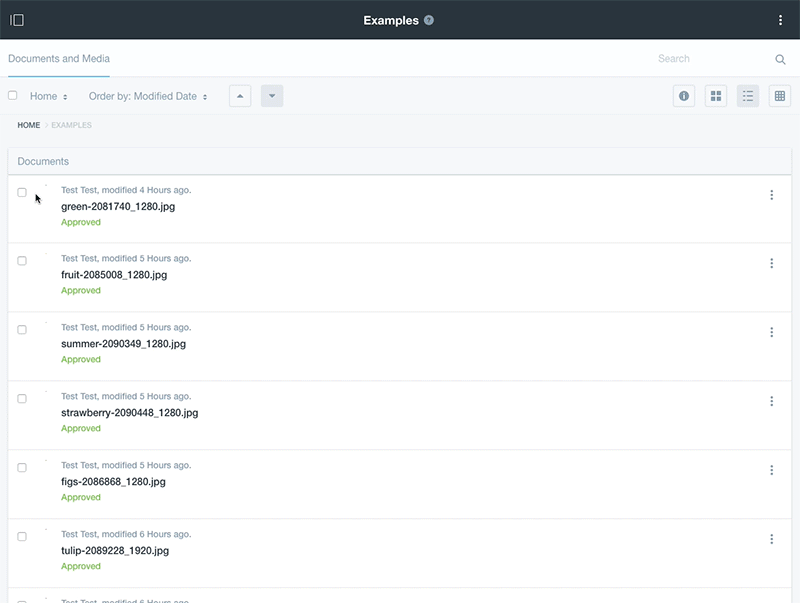 Examples ?
Documents and Media
Search
Home
Order by: Modified Date
HOME > EXAMPLES
Documents
Test Test, modified 4 Hours ago.
green-2081740_1280.jpg
Approved
Test Test, modified 5 Hours ago.
fruit-2085008_1280.jpg
Approved
Test Test, modified 5 Hours ago.
summer-2090349_1280.jpg
Approved
Test Test, modified 5 Hours ago.
strawberry-2090448_1280.jpg
Approved
Test Test, modified 5 Hours ago.
figs-2086868_1280.jpg
Approved
Test Test, modified 6 Hours ago.
tulip-2089228_1920.jpg
Approved
Test Test, modified 6 Hours ago.